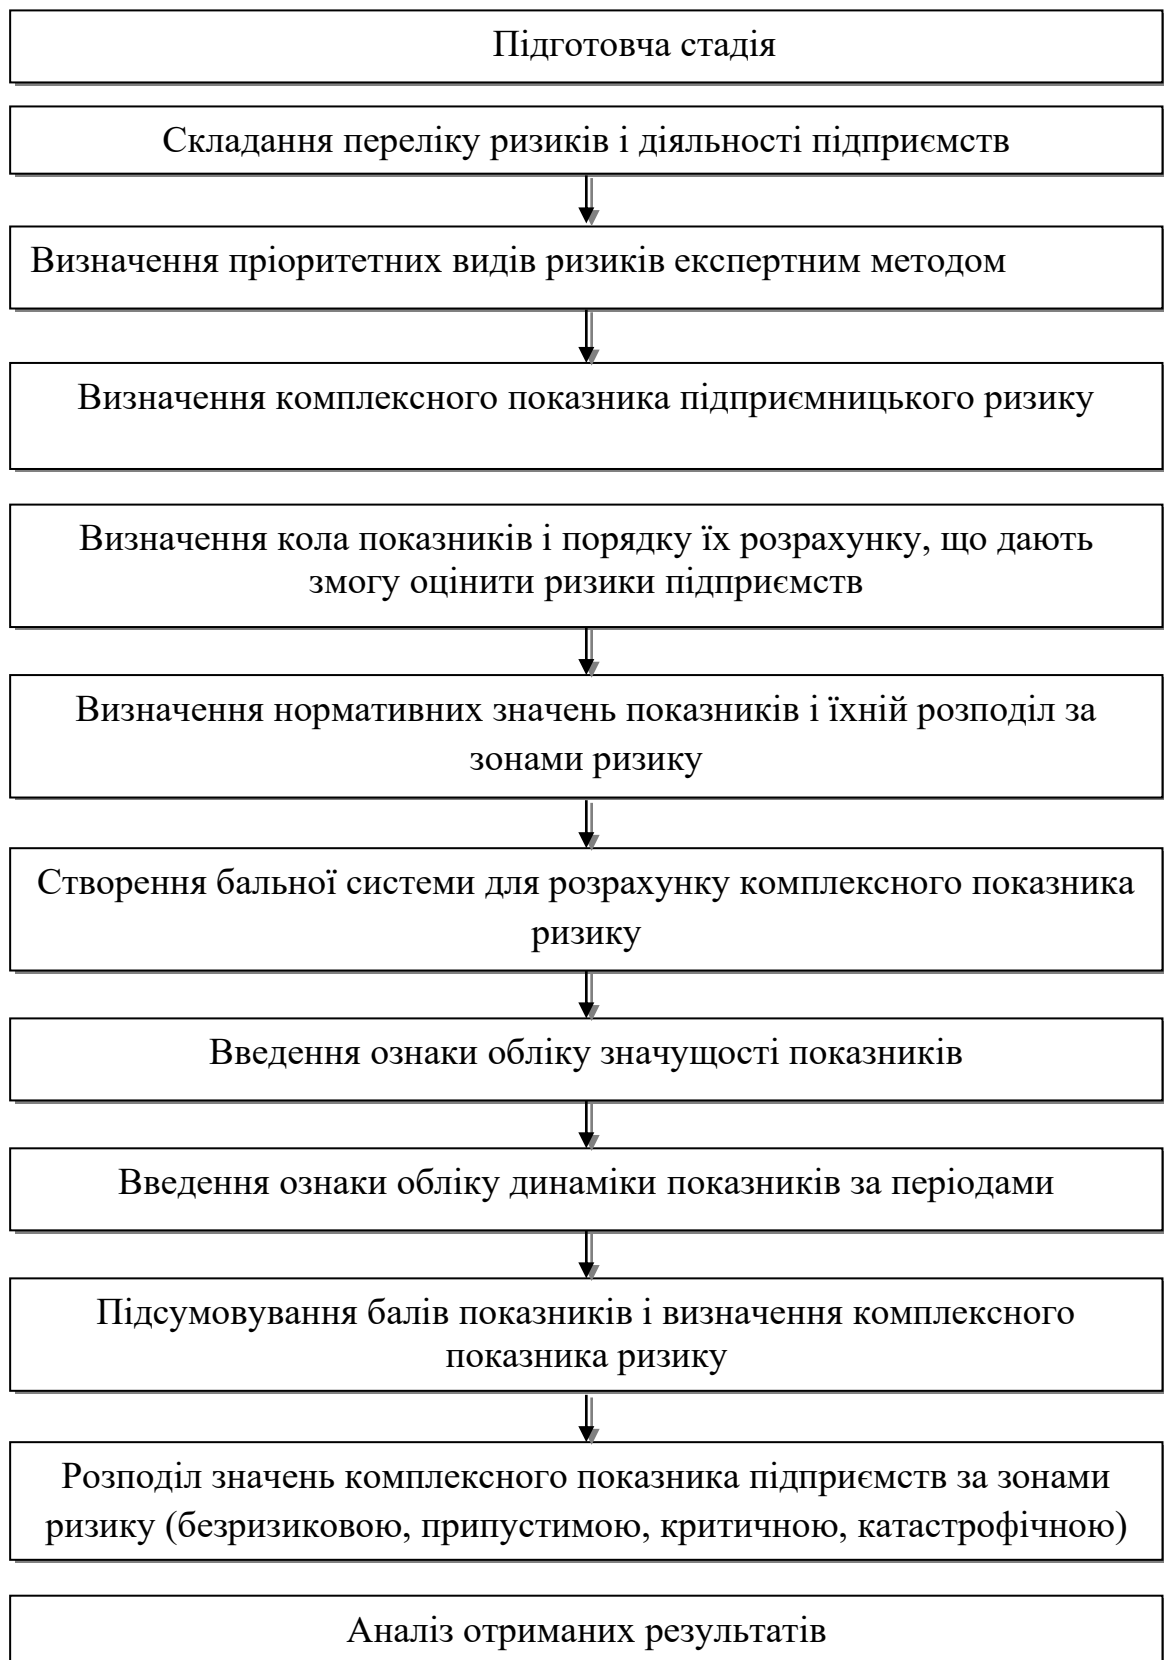 Підготовча стадія
Складання переліку ризиків і діяльності підприємств
Визначення пріоритетних видів ризиків експертним методом
Визначення комплексного показника підприємницького ризику
Визначення кола показників і порядку їх розрахунку, що дають
змогу оцінити ризики підприємств
Визначення нормативних значень показників і їхній розподіл за
зонами ризику
Створення бальної системи для розрахунку комплексного показника
ризику
Введення ознаки обліку значущості показників
Введення ознаки обліку динаміки показників за періодами
Підсумовування балів показників і визначення комплексного
показника ризику
Розподіл значень комплексного показника підприємств за зонами
ризику (безризиковою, припустимою, критичною, катастрофічною)
Аналіз отриманих результатів